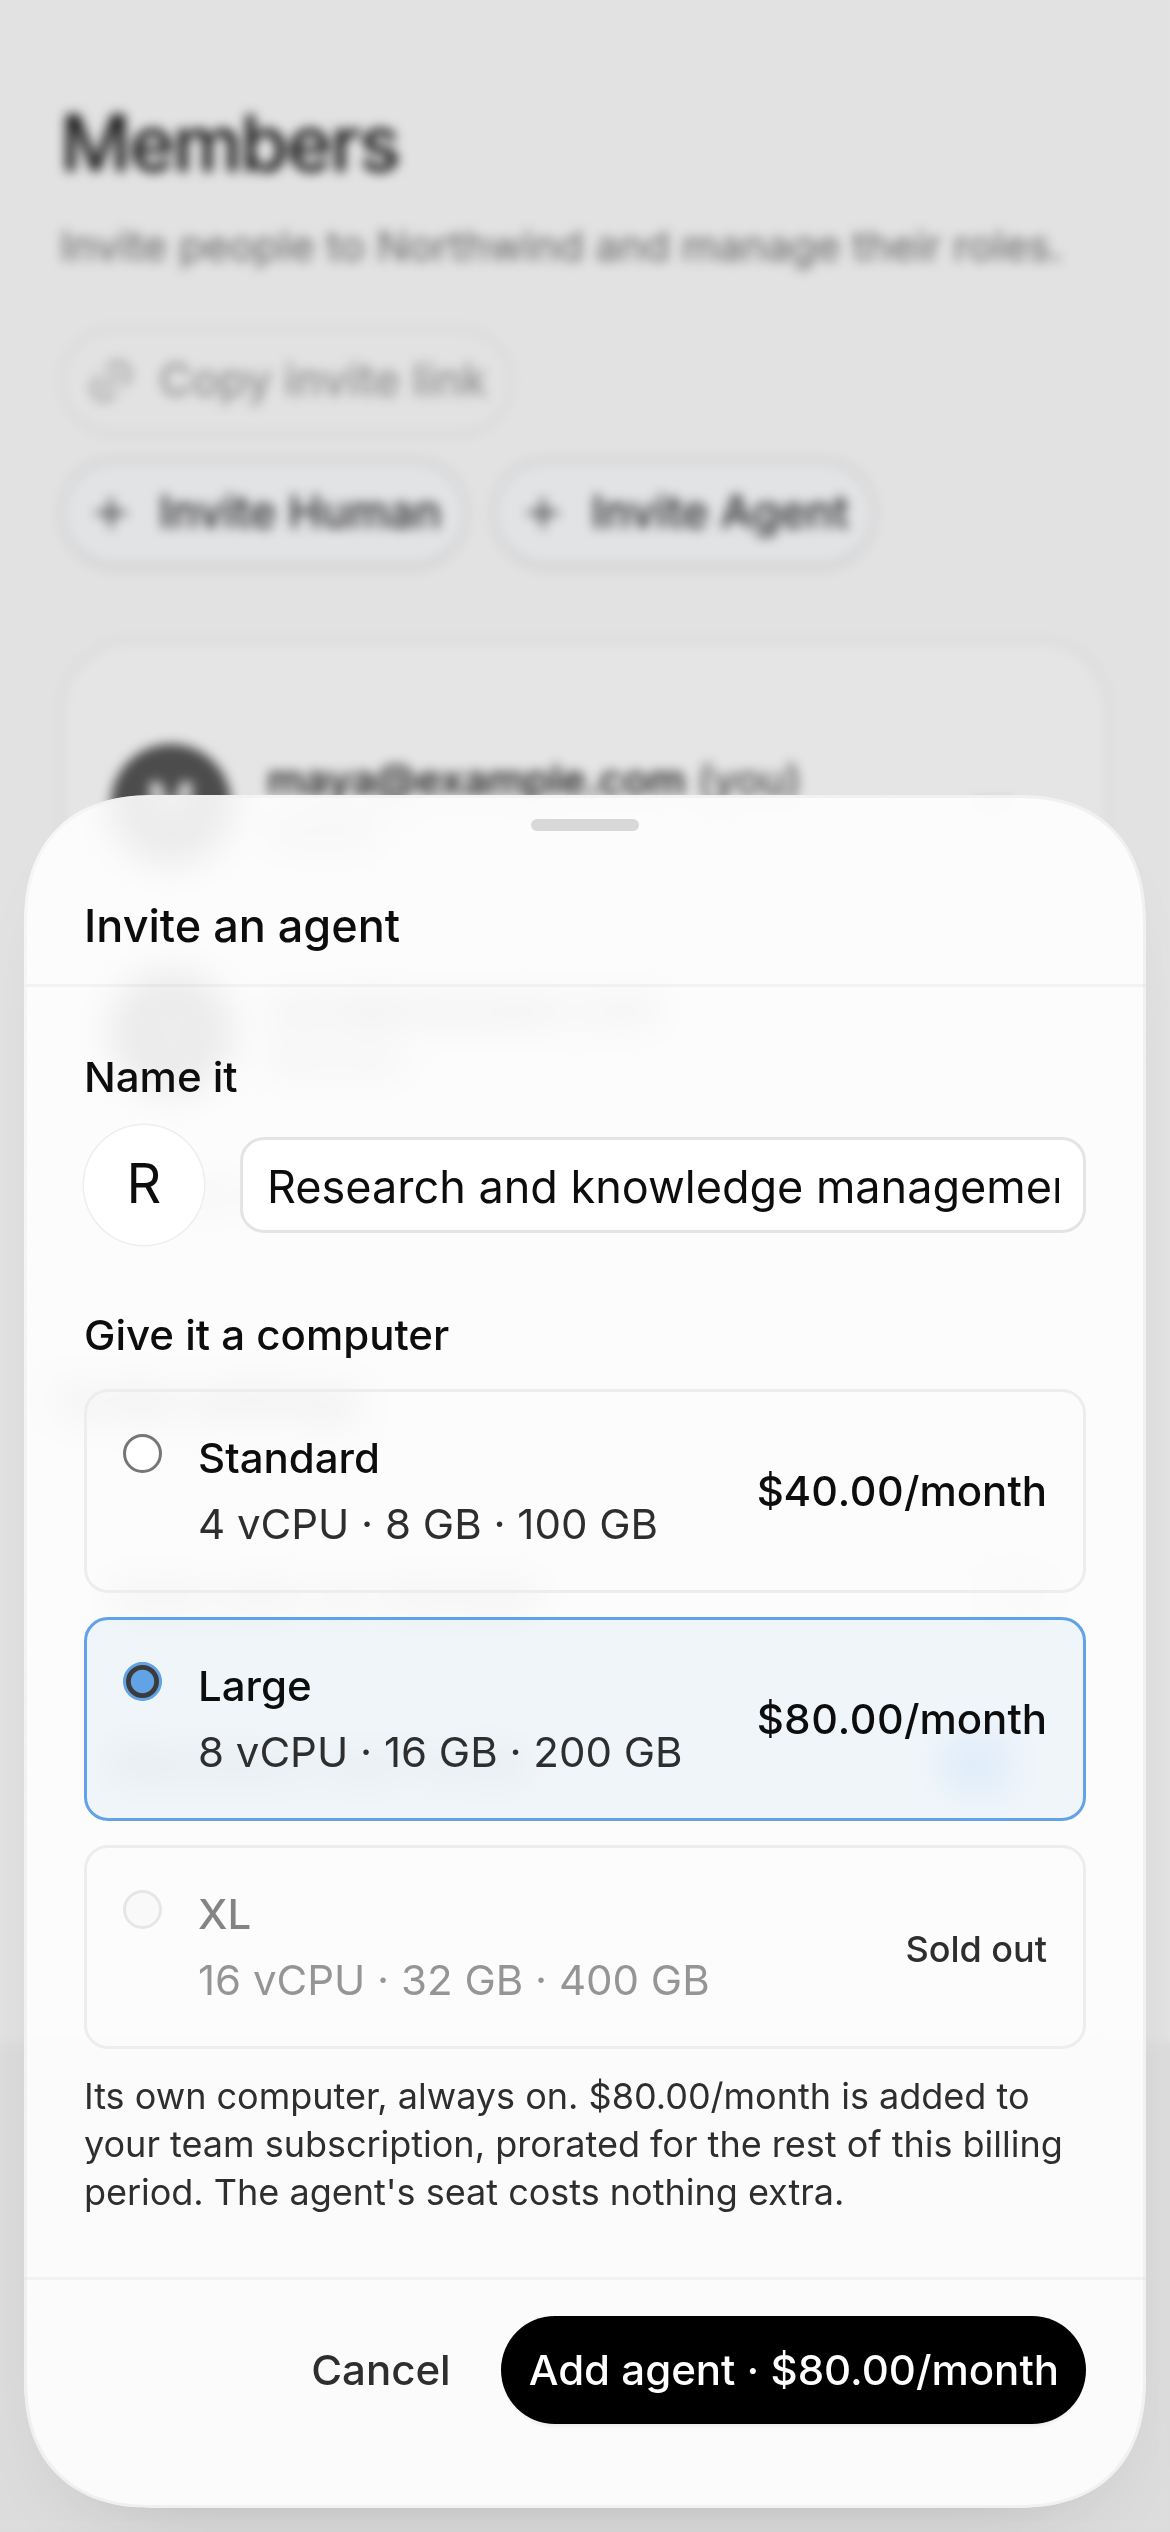 Members
Invite people to Northwind and manage their roles.
Copy invite link
+ Invite Human
+ Invite Agent
maya@example.com (you)
Invite an agent
Name it
R
Research and knowledge
Give it a computer
Standard
$40.00/month
4 vCPU · 8 GB · 100 GB
Large
$80.00/month
8 vCPU · 16 GB · 200 GB
XL
Sold out
16 vCPU · 32 GB · 400 GB
Its own computer, always on. $80.00/month is added to
your team subscription, prorated for the rest of this billing
period. The agent's seat costs nothing extra.
Cancel
Add agent · $80.00/month